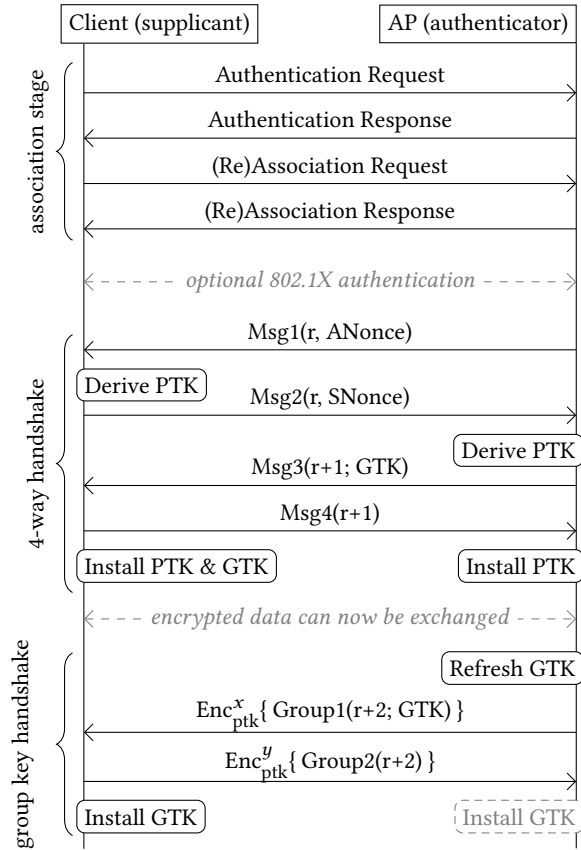 Client (supplicant) AP (authenticator)
association stage
Authentication Request
Authentication Response
(Re)Association Request
(Re)Association Response
optional 802.1X authentication
4-way handshake
Msg1(r, ANonce)
Derive PTK
Msg2(r, SNonce)
Derive PTK
Msg3(r+1; GTK)
Msg4(r+1)
Install PTK & GTK Install PTK
encrypted data can now be exchanged
group key handshake
Refresh GTK
Enc^x_ptk{ Group1(r+2; GTK) }
Enc^y_ptk{ Group2(r+2) }
Install GTK Install GTK